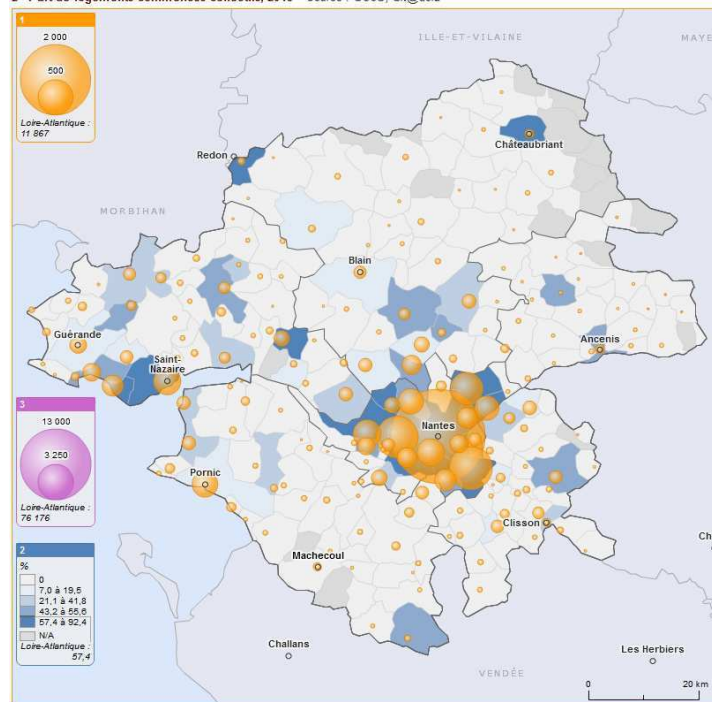 1
2 000
500
Loire-Atlantique :
11 867
ILLE-ET-VILAINE
MAYE
Châteaubriant
Redon
MORBIHAN
Blain
Guérande
Saint-
Nazaire
Ancenis
3
13 000
3 250
Loire-Atlantique :
76 176
Nantes
Pornic
Clisson
Machecoul
2
%
0
7,0 à 19,5
21,1 à 41,8
43,2 à 55,6
57,4 à 92,4
N/A
Loire-Atlantique :
57,4
Ch
Challans
Les Herbiers
VENDÉE
0
20 km